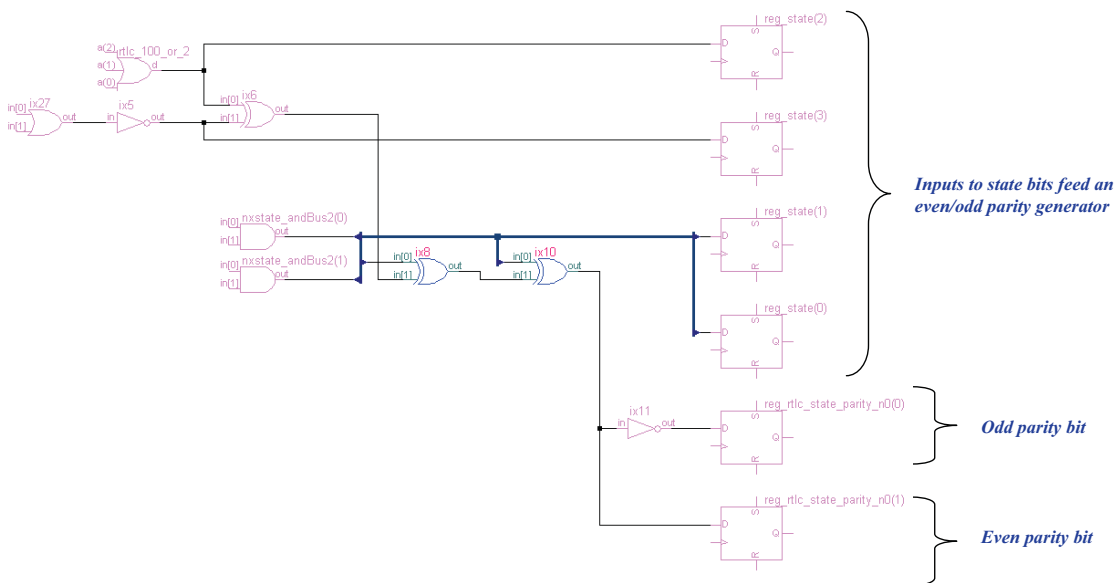 S
reg_state(2)
D
Q
R
a(2)
rtlc_100_or_2
a(1)
d
a(0)
ix27
in[0]
out
in[1]
ix5
in
out
ix6
in[0]
out
in[1]
S
reg_state(3)
D
Q
R
Inputs to state bits feed an
even/odd parity generator
nxstate_andBus2(0)
in[0]
out
in[1]
nxstate_andBus2(1)
in[0]
out
in[1]
ix8
in[0]
out
in[1]
ix10
in[0]
out
in[1]
S
reg_state(1)
D
Q
R
S
reg_state(0)
D
Q
R
ix11
in
out
S
reg_rtlc_state_parity_n0(0)
D
Q
R
Odd parity bit
S
reg_rtlc_state_parity_n0(1)
D
Q
R
Even parity bit